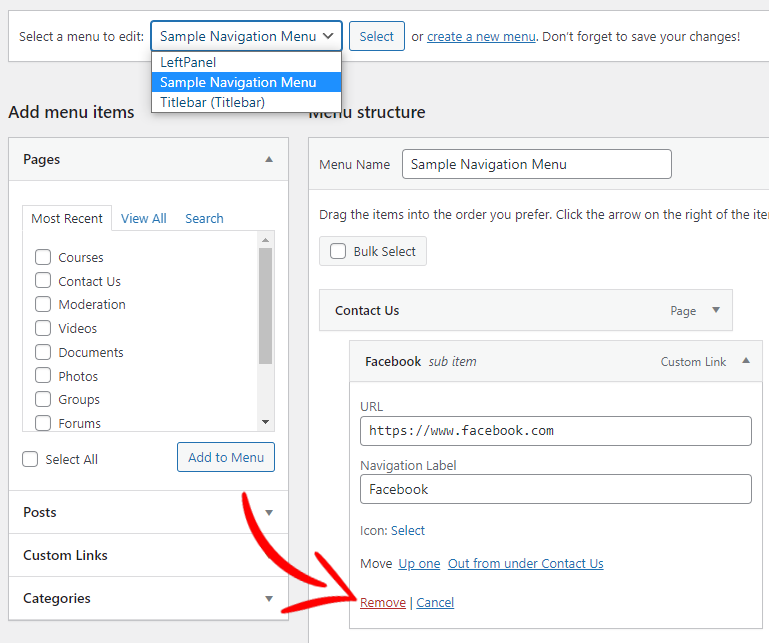 Select a menu to edit: Sample Navigation Menu Select or create a new menu. Don't forget to save your changes!
LeftPanel
Sample Navigation Menu
Titlebar (Titlebar)
Add menu items
Pages
Most Recent View All Search
Courses
Contact Us
Moderation
Videos
Documents
Photos
Groups
Forums
Select All Add to Menu
Posts
Custom Links
Categories
Menu structure
Menu Name Sample Navigation Menu
Drag the items into the order you prefer. Click the arrow on the right of the ite
Bulk Select
Contact Us Page
Facebook sub item Custom Link
URL
https://www.facebook.com
Navigation Label
Facebook
Icon: Select
Move Up one Out from under Contact Us
Remove | Cancel